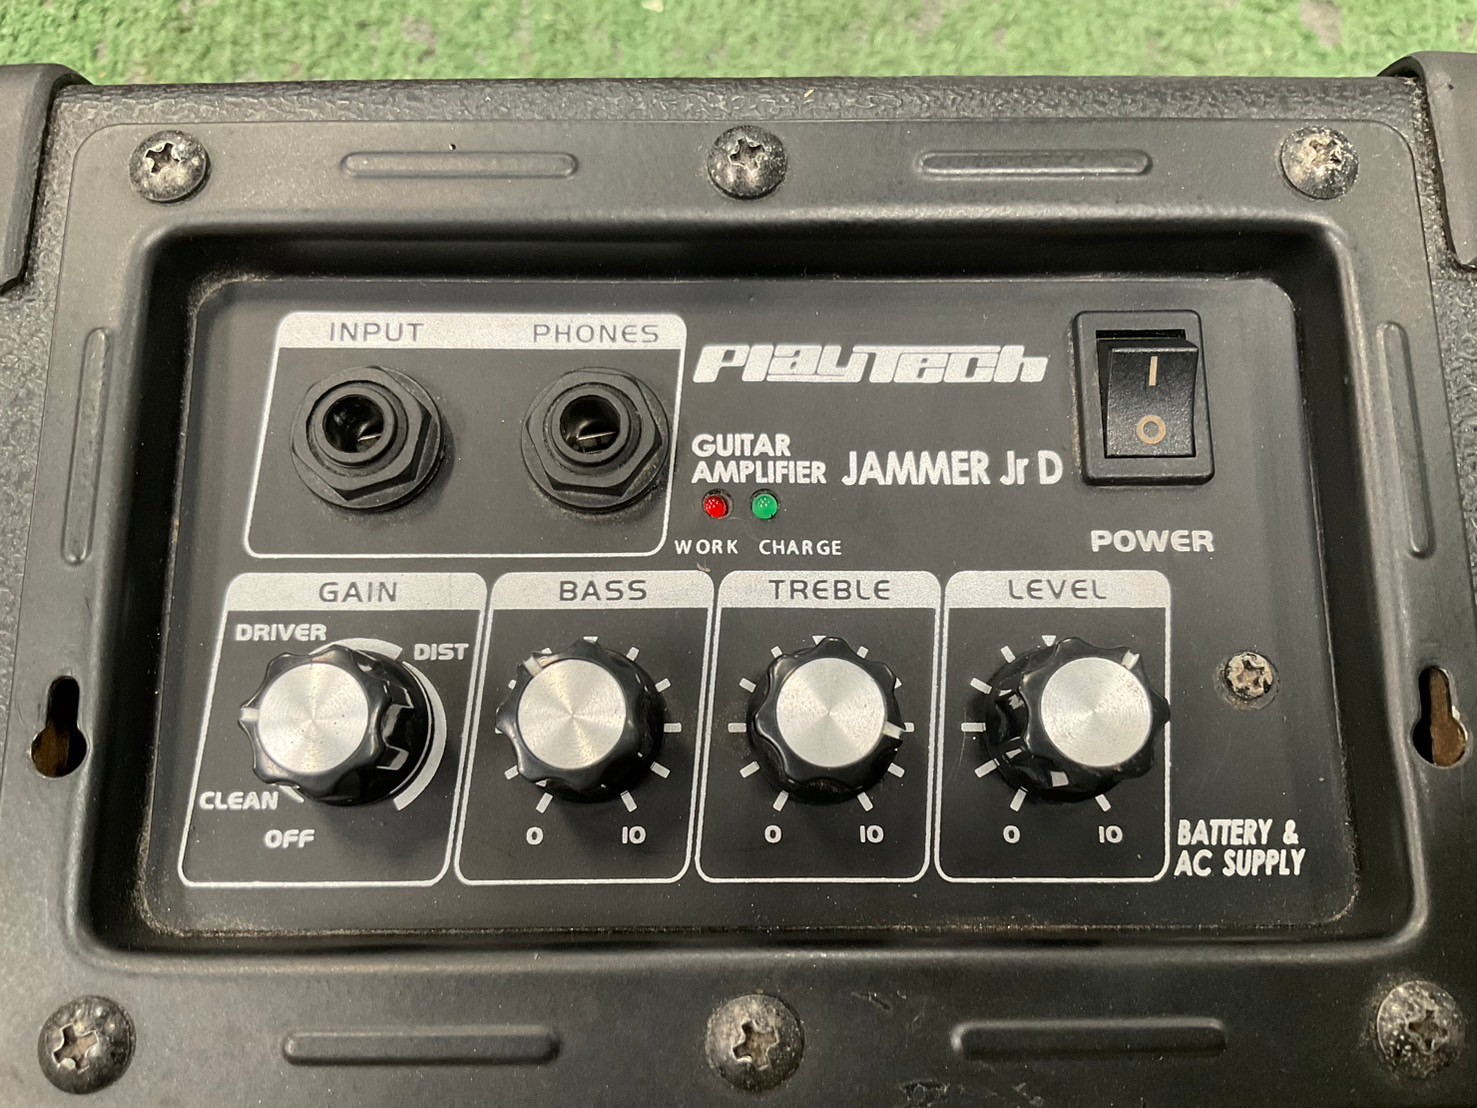 INPUT
PHONES
PLAYTECH
GUITAR
AMPLIFIER
JAMMER Jr D
WORK
CHARGE
I
O
POWER
GAIN
DRIVER
DIST
CLEAN
OFF
BASS
0
10
TREBLE
0
10
LEVEL
0
10
BATTERY &
AC SUPPLY